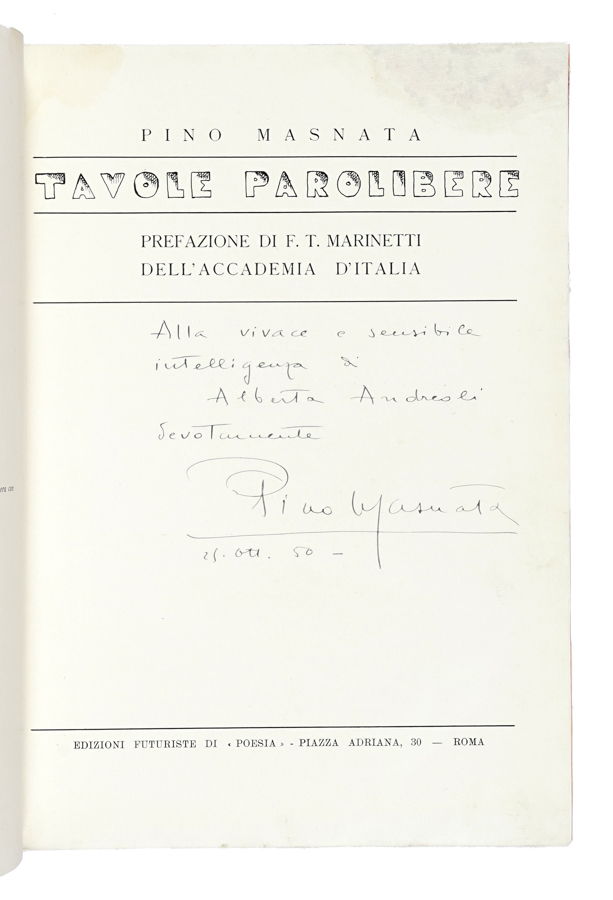 PINO MASNATA
TAVOLE PAROLIBERE
PREFAZIONE DI F. T. MARINETTI
DELL'ACCADEMIA D'ITALIA
Alla vivace e sensibile
intelligenza di
Alberta Andreoli
devotamente
Pino Masnata
Ott. 50 –
EDIZIONI FUTURISTE DI « POESIA » - PIAZZA ADRIANA, 30 — ROMA